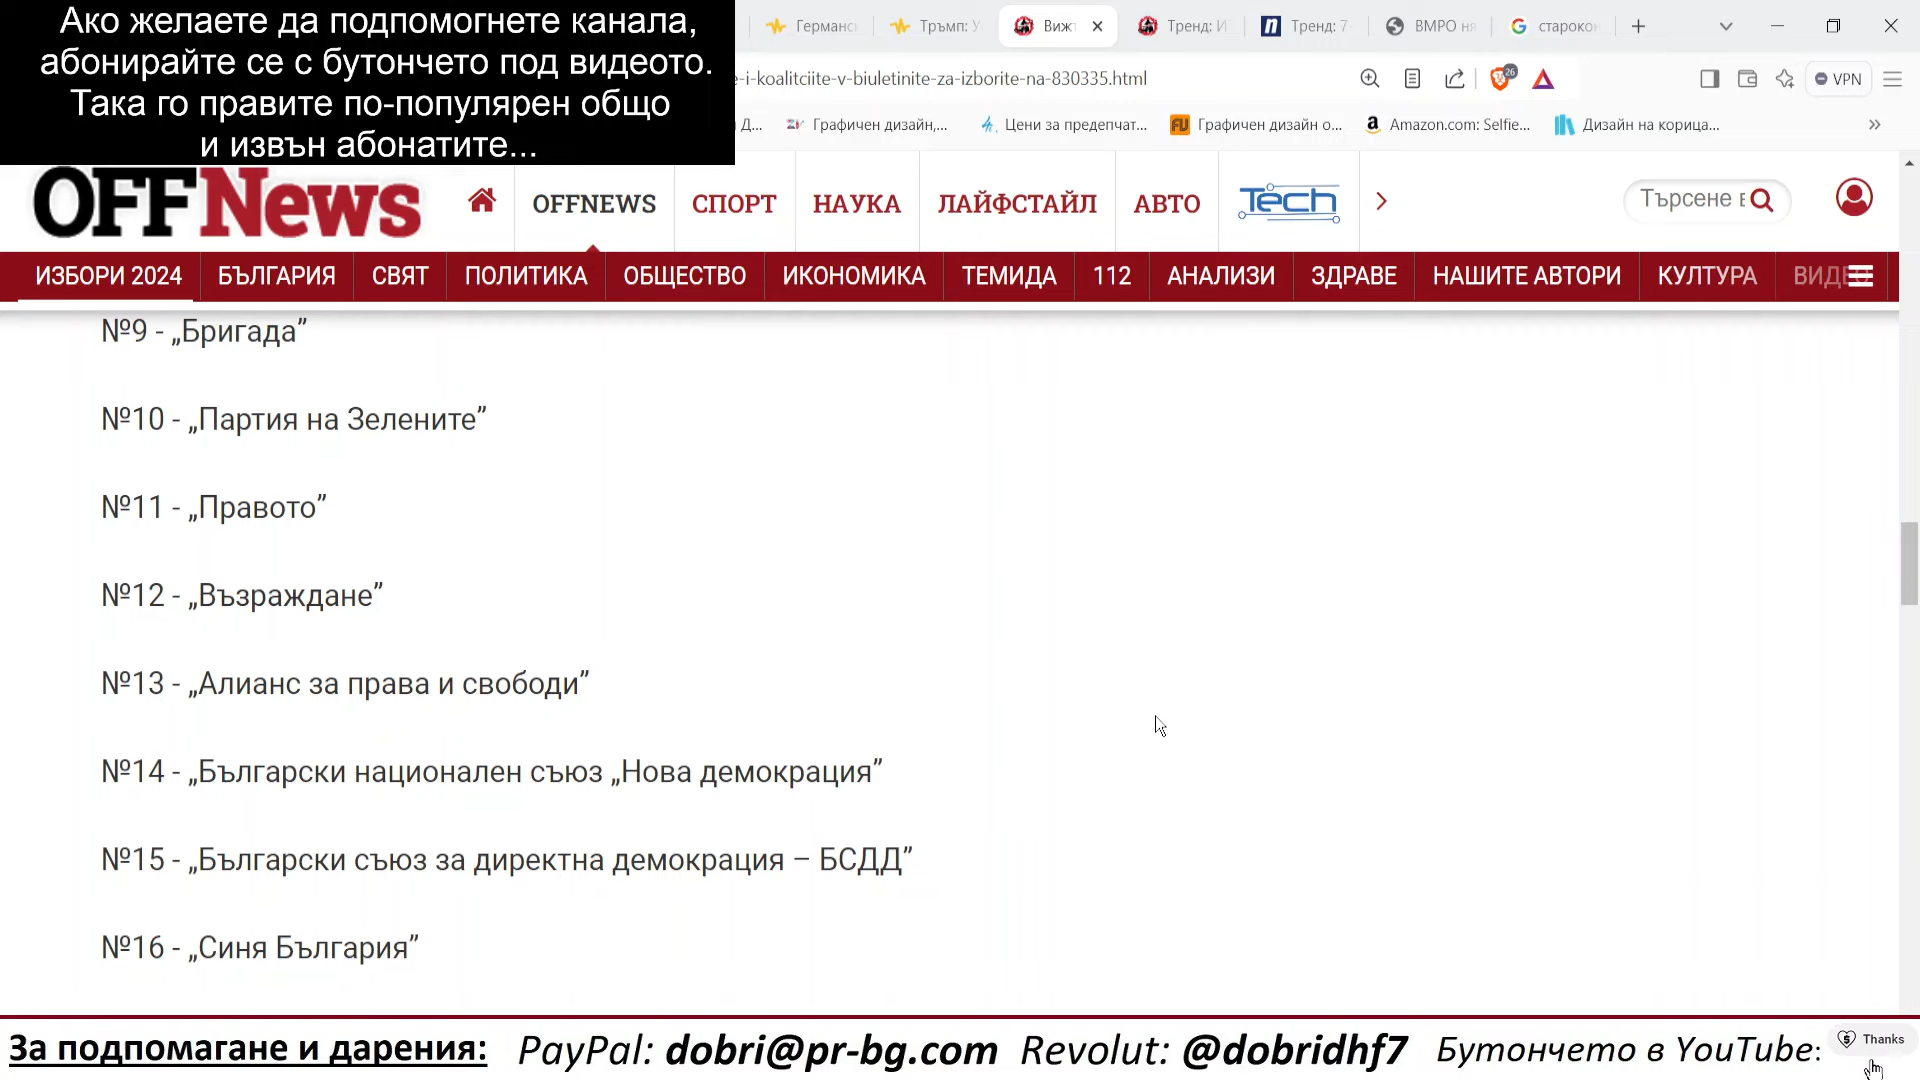 Ако желаете да подпомогнете канала,
абонирайте се с бутончето под видеото.
Така го правите по-популярен общо
и извън абонатите...
Германс
Тръмп: У
Вижт
Тренд: И
Тренд: 7-
ВМРО ня
староко
e-i-koalitciite-v-biuletinite-za-izborite-na-830335.html
26
VPN
Д...
Графичен дизайн,...
Цени за предпечат...
Графичен дизайн о...
Amazon.com: Selfie...
Дизайн на корица...
OFFNews
OFFNEWS
СПОРТ
НАУКА
ЛАЙФСТАЙЛ
АВТО
Tech
Търсене в
ИЗБОРИ 2024
БЪЛГАРИЯ
СВЯТ
ПОЛИТИКА
ОБЩЕСТВО
ИКОНОМИКА
ТЕМИДА
112
АНАЛИЗИ
ЗДРАВЕ
НАШИТЕ АВТОРИ
КУЛТУРА
ВИДЕО
№9 - „Бригада”
№10 - „Партия на Зелените”
№11 - „Правото”
№12 - „Възраждане”
№13 - „Алианс за права и свободи”
№14 - „Български национален съюз „Нова демокрация”
№15 - „Български съюз за директна демокрация – БСДД”
№16 - „Синя България”
За подпомагане и дарения: PayPal: dobri@pr-bg.com Revolut: @dobridhf7 Бутончето в YouTube: Thanks